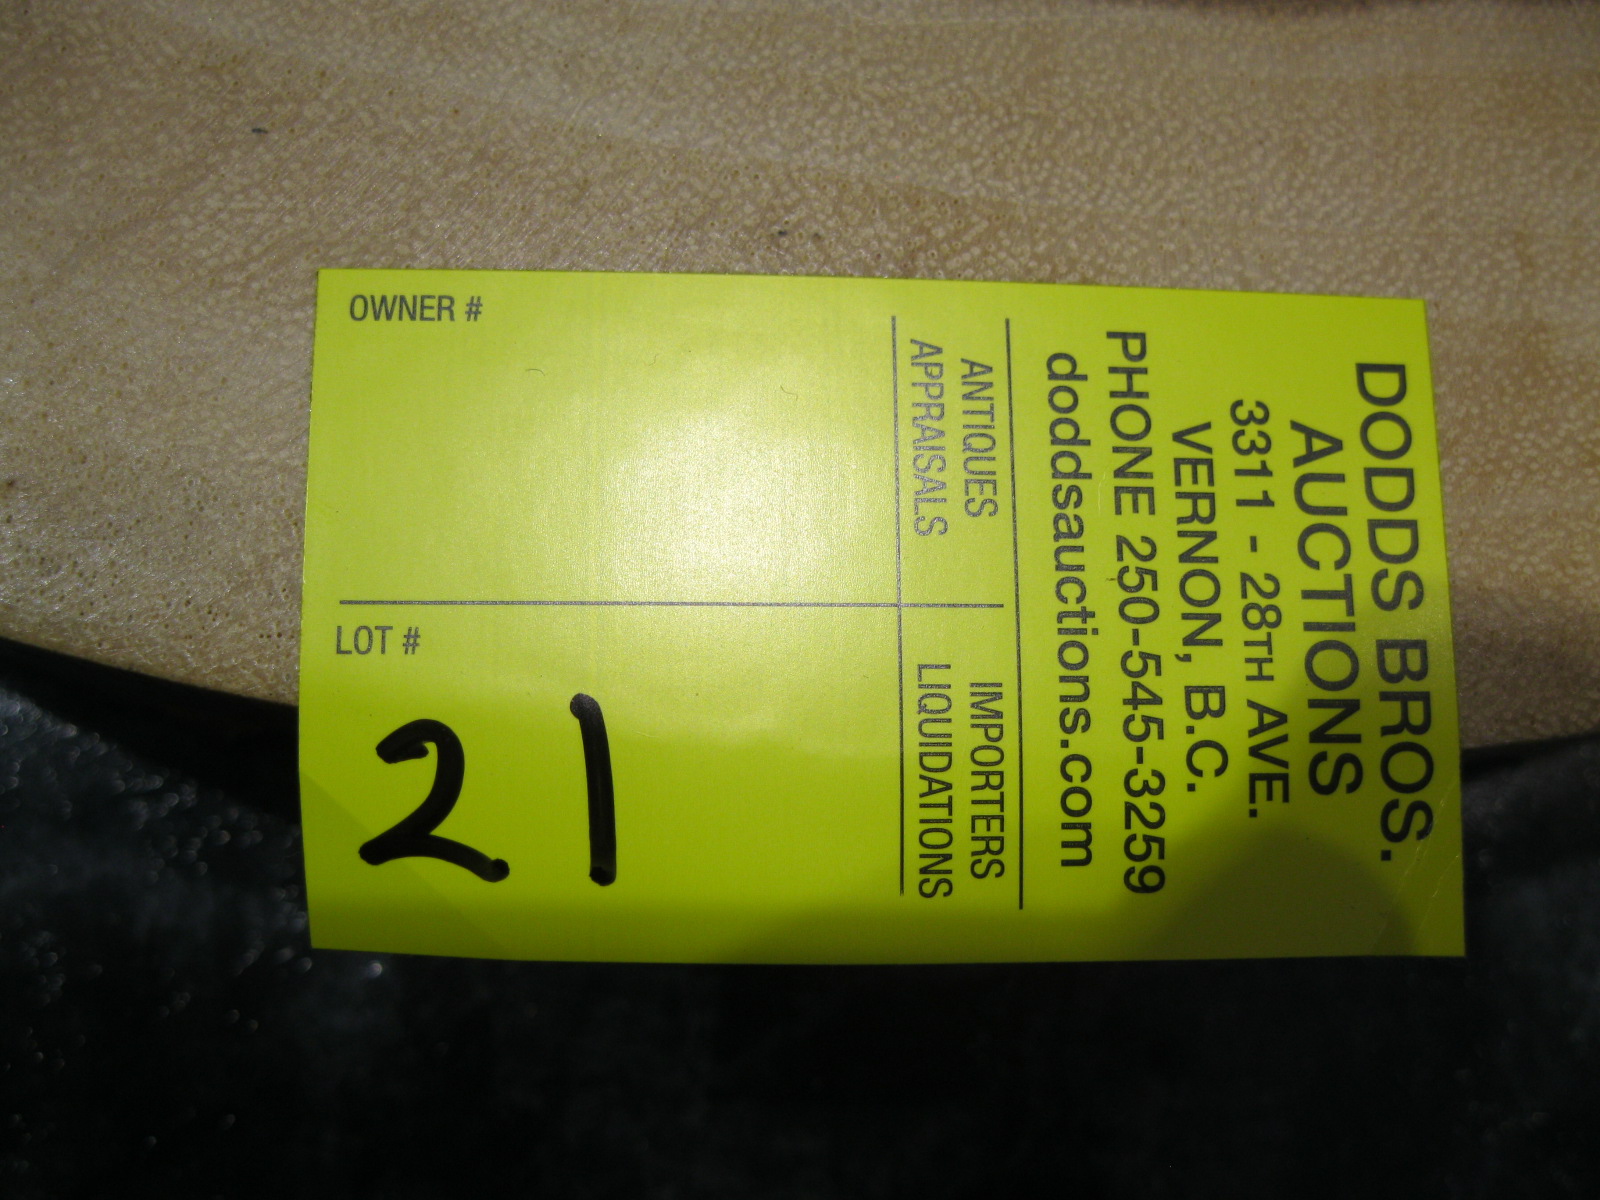 DODDS BROS.
AUCTIONS
3311 - 28TH AVE.
VERNON, B.C.
PHONE 250-545-3259
doddsauctions.com
ANTIQUES
APPRAISALS
IMPORTERS
LIQUIDATIONS
OWNER #
LOT #
21